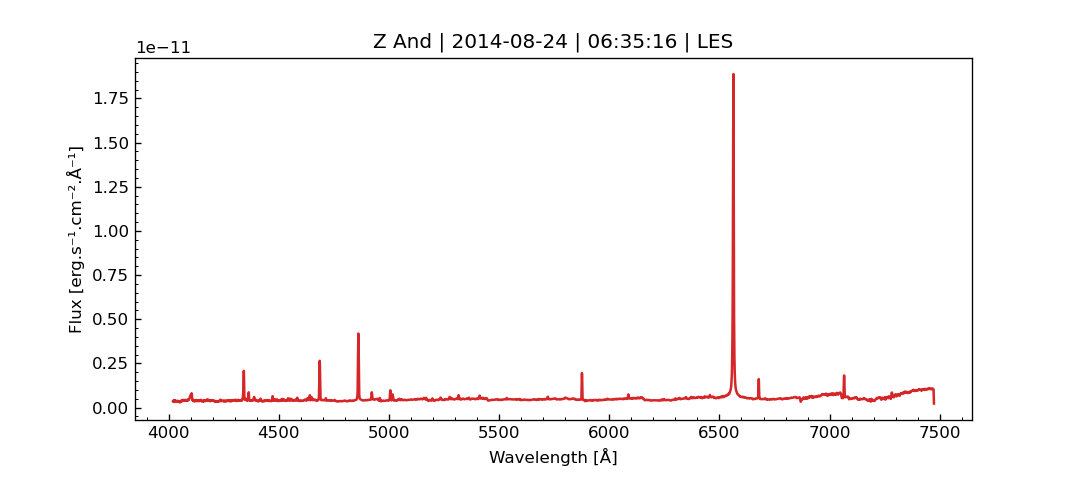 Z And | 2014-08-24 | 06:35:16 | LES
1e−11
1.75
1.50
1.25
1.00
0.75
0.50
0.25
0.00
Flux [erg.s⁻¹.cm⁻².Å⁻¹]
4000 4500 5000 5500 6000 6500 7000 7500
Wavelength [Å]